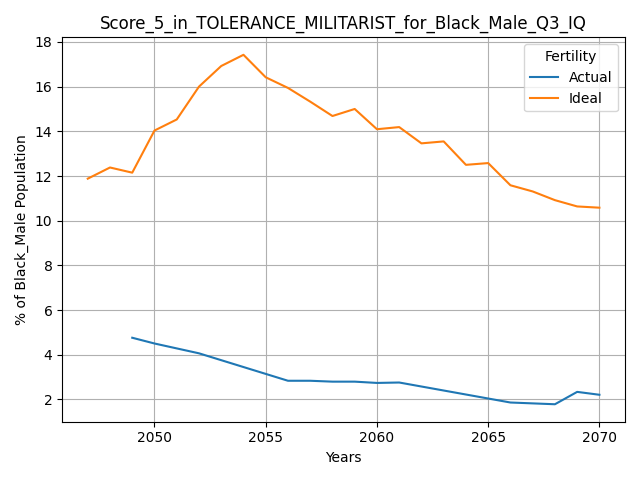 Score_5_in_TOLERANCE_MILITARIST_for_Black_Male_Q3_IQ
% of Black_Male Population
18
16
14
12
10
8
6
4
2
Fertility
Actual
Ideal
2050
2055
2060
2065
2070
Years